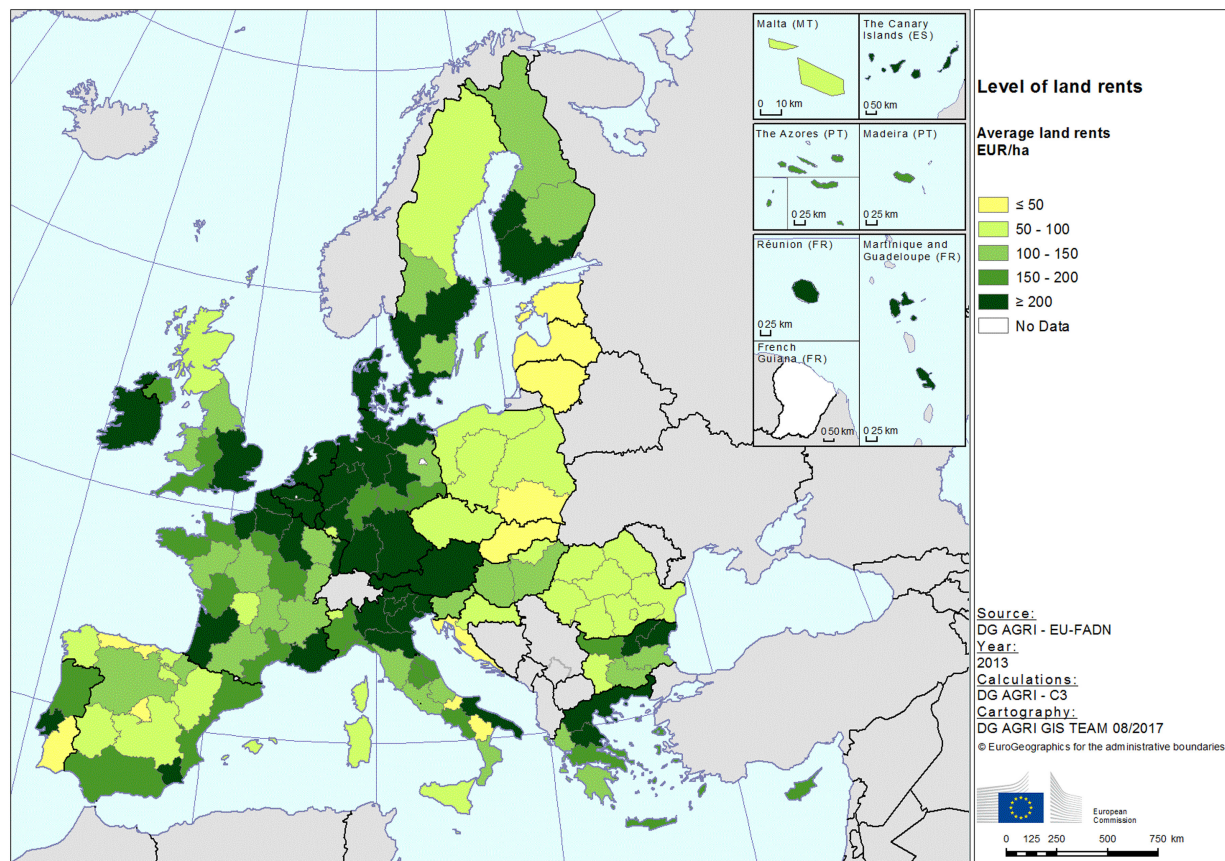 Malta (MT)
0 10 km
The Canary
Islands (ES)
0 50 km
The Azores (PT)
0 25 km
Madeira (PT)
0 25 km
Réunion (FR)
0 25 km
French
Guiana (FR)
0 50 km
Martinique and
Guadeloupe (FR)
0 25 km
Level of land rents
Average land rents
EUR/ha
≤ 50
50 - 100
100 - 150
150 - 200
≥ 200
No Data
Source:
DG AGRI - EU-FADN
Year:
2013
Calculations:
DG AGRI - C3
Cartography:
DG AGRI GIS TEAM 08/2017
© EuroGeographics for the administrative boundaries
European
Commission
0 125 250 500 750 km